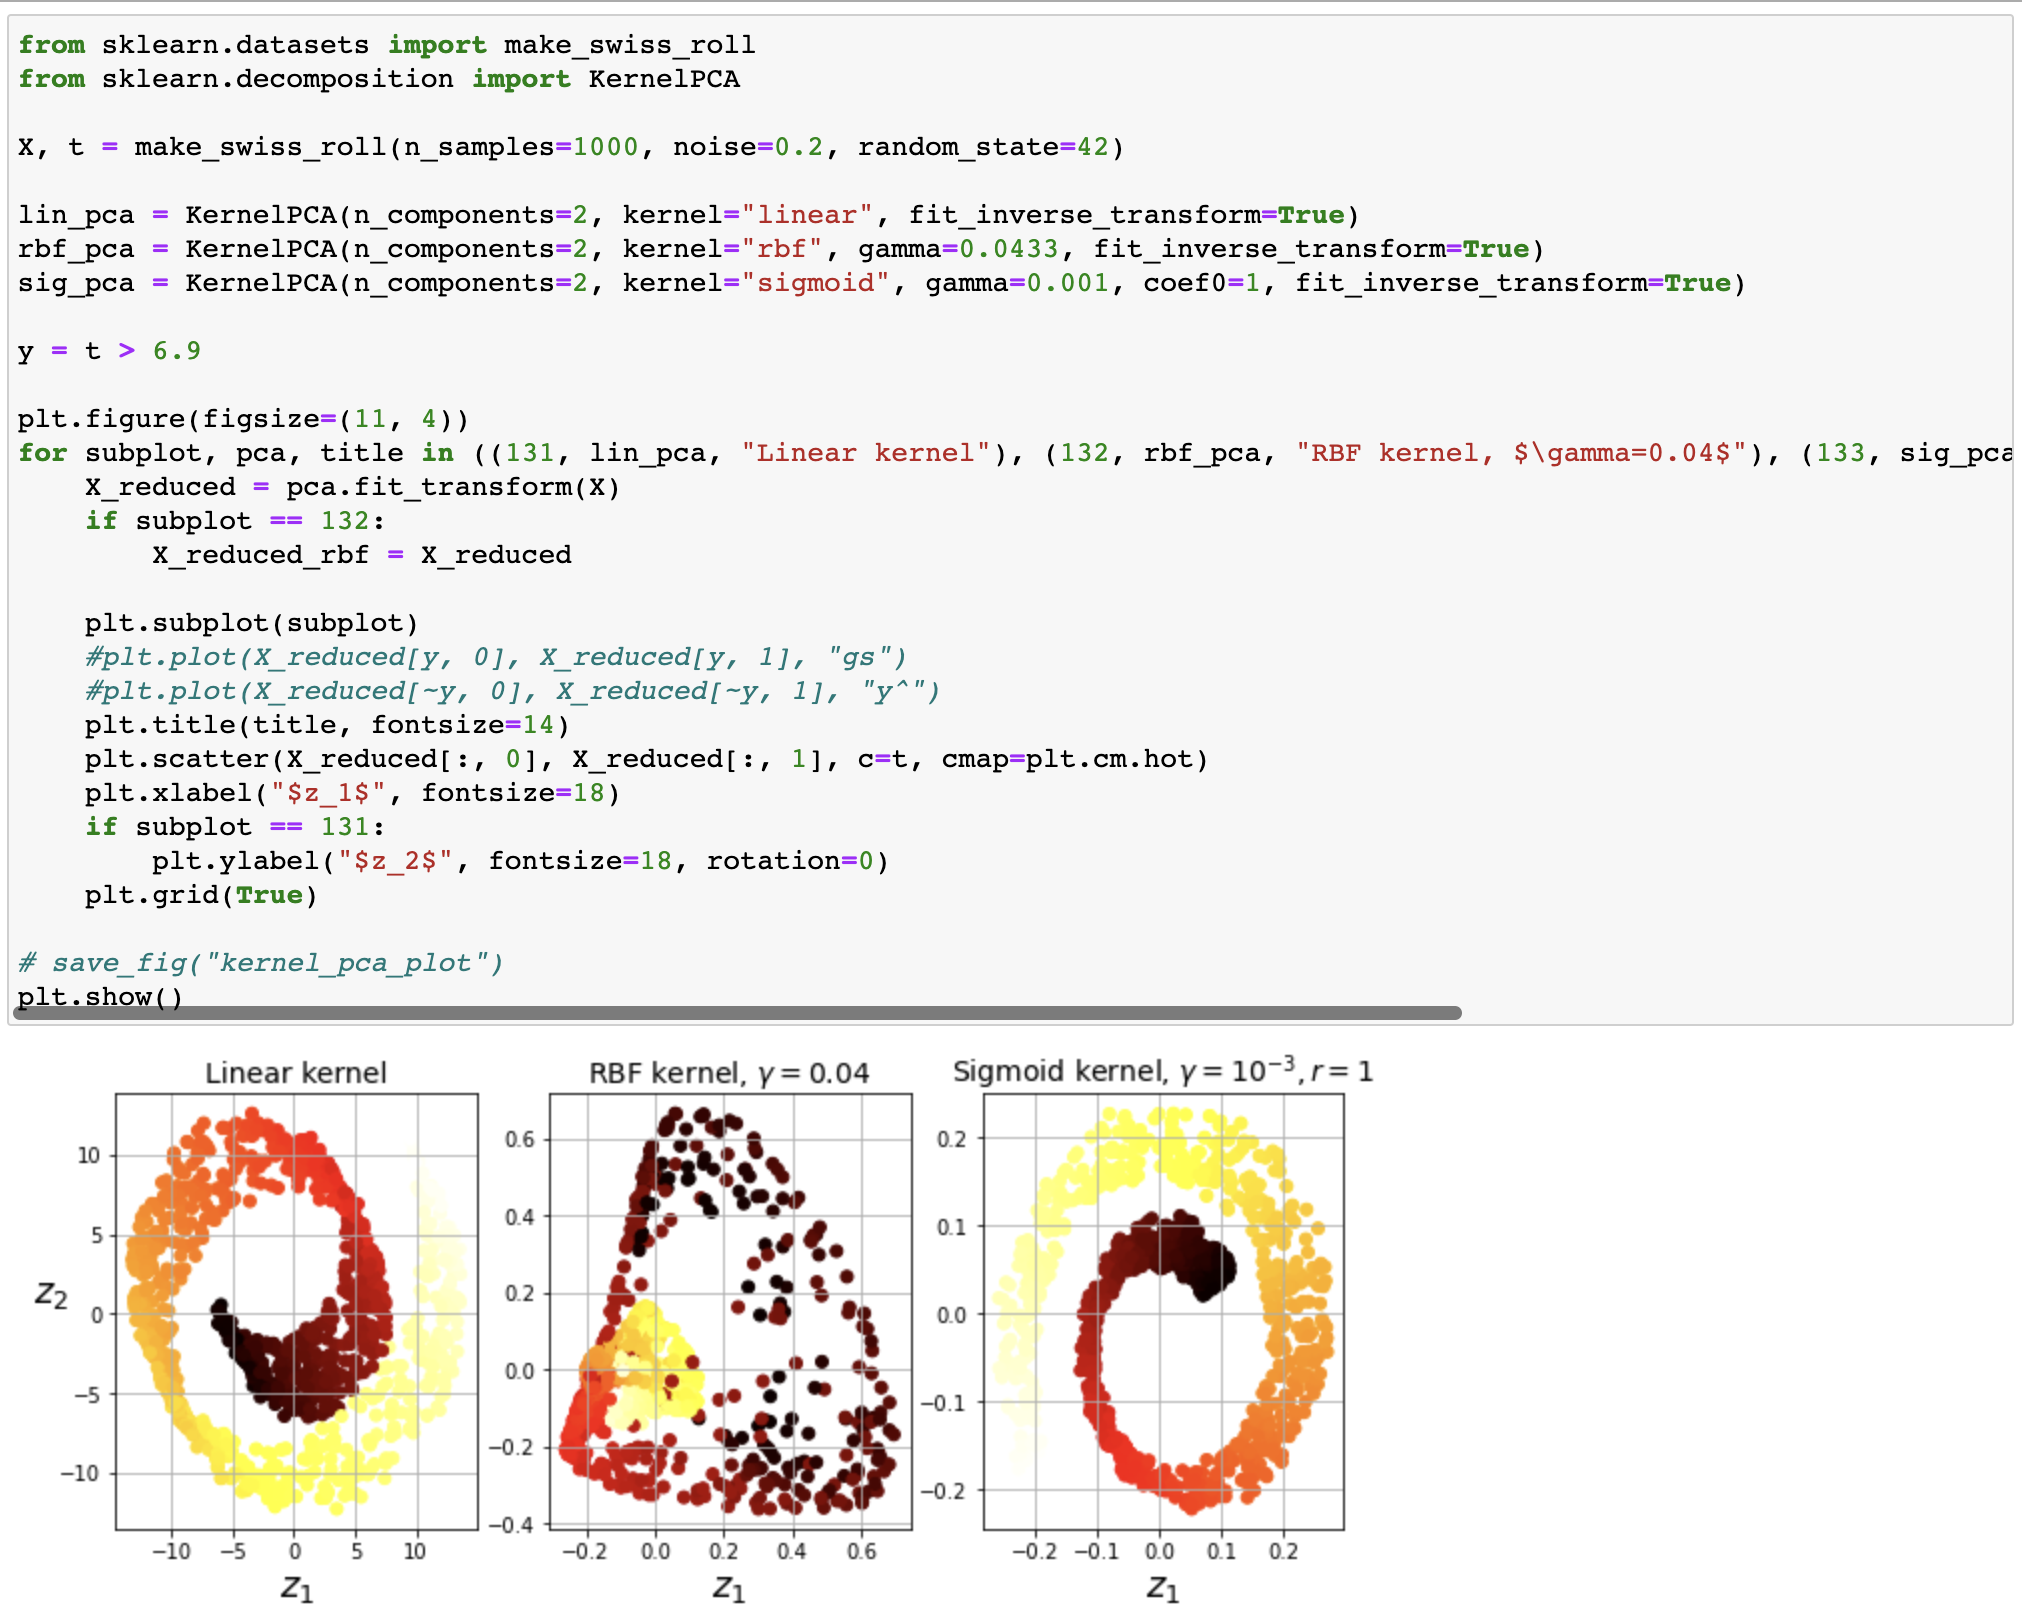 from sklearn.datasets import make_swiss_roll
from sklearn.decomposition import KernelPCA
X, t = make_swiss_roll(n_samples=1000, noise=0.2, random_state=42)
lin_pca = KernelPCA(n_components=2, kernel="linear", fit_inverse_transform=True)
rbf_pca = KernelPCA(n_components=2, kernel="rbf", gamma=0.0433, fit_inverse_transform=True)
sig_pca = KernelPCA(n_components=2, kernel="sigmoid", gamma=0.001, coef0=1, fit_inverse_transform=True)
y = t > 6.9
plt.figure(figsize=(11, 4))
for subplot, pca, title in ((131, lin_pca, "Linear kernel"), (132, rbf_pca, "RBF kernel, $\gamma=0.04$"), (133, sig_pca
    X_reduced = pca.fit_transform(X)
    if subplot == 132:
        X_reduced_rbf = X_reduced
    plt.subplot(subplot)
    #plt.plot(X_reduced[y, 0], X_reduced[y, 1], "gs")
    #plt.plot(X_reduced[~y, 0], X_reduced[~y, 1], "y^")
    plt.title(title, fontsize=14)
    plt.scatter(X_reduced[:, 0], X_reduced[:, 1], c=t, cmap=plt.cm.hot)
    plt.xlabel("$z_1$", fontsize=18)
    if subplot == 131:
        plt.ylabel("$z_2$", fontsize=18, rotation=0)
    plt.grid(True)
# save_fig("kernel_pca_plot")
plt.show()
Linear kernel
10
5
0
−5
−10
z₂
−10 −5 0 5 10
z₁
RBF kernel, γ = 0.04
0.6
0.4
0.2
0.0
−0.2
−0.4
−0.2 0.0 0.2 0.4 0.6
z₁
Sigmoid kernel, γ = 10⁻³, r = 1
0.2
0.1
0.0
−0.1
−0.2
−0.2 −0.1 0.0 0.1 0.2
z₁